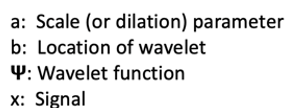 a: Scale (or dilation) parameter
b: Location of wavelet
Ψ: Wavelet function
x: Signal